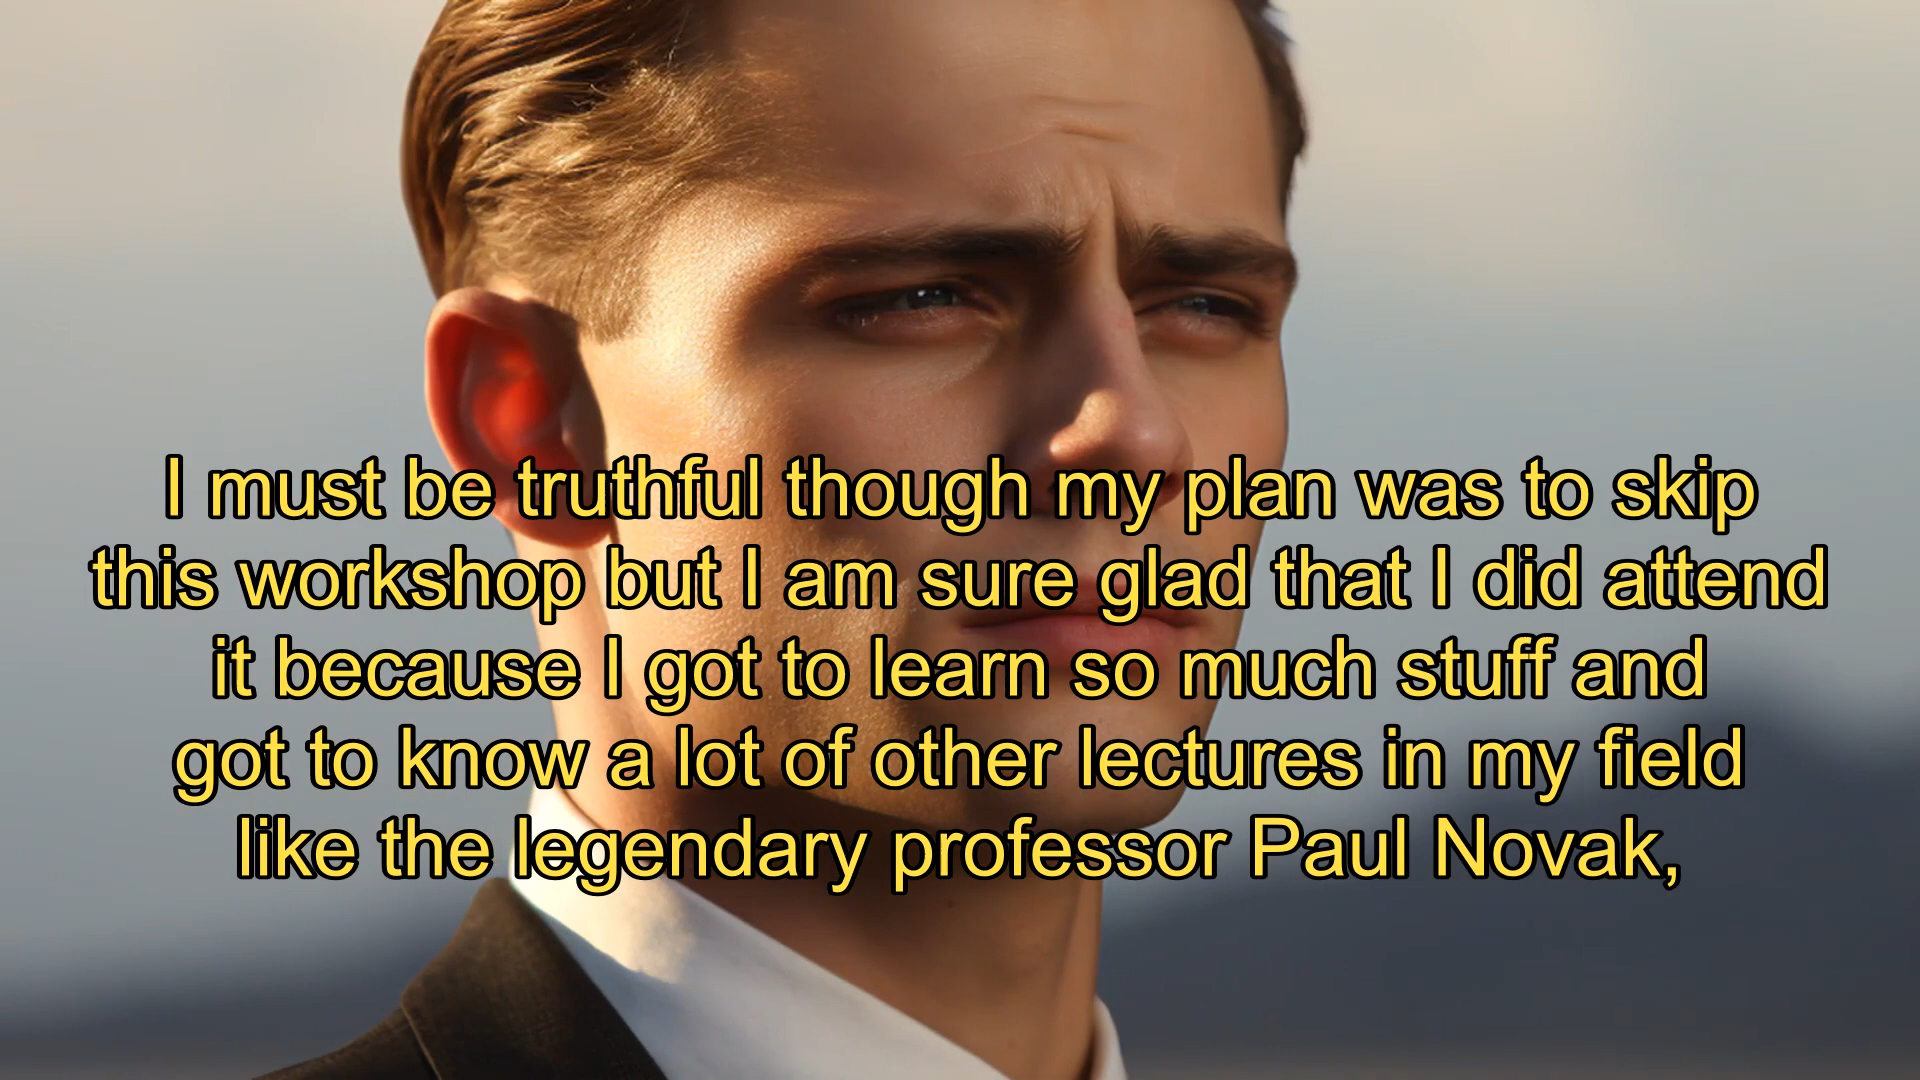 I must be truthful though my plan was to skip
this workshop but I am sure glad that I did attend
it because I got to learn so much stuff and
got to know a lot of other lectures in my field
like the legendary professor Paul Novak,